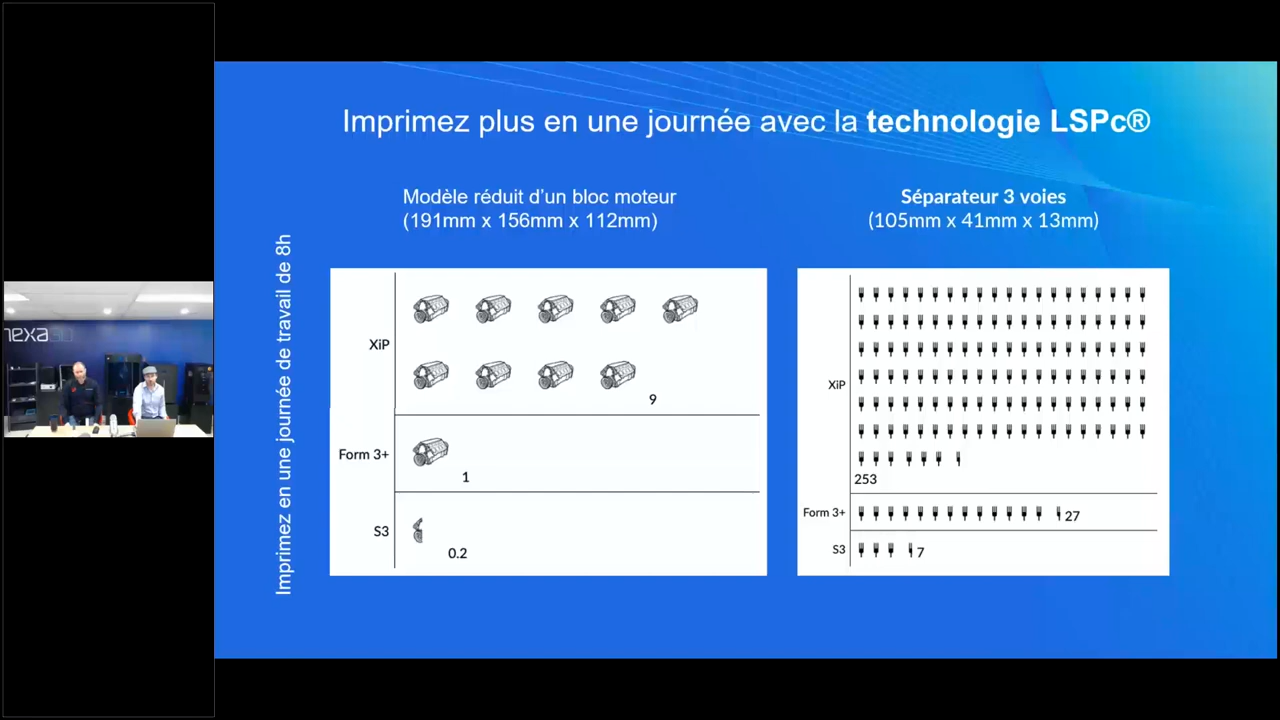 Imprimez plus en une journée avec la technologie LSPc®
Modèle réduit d’un bloc moteur
(191mm x 156mm x 112mm)
Séparateur 3 voies
(105mm x 41mm x 13mm)
Imprimez en une journée de travail de 8h
XiP
9
Form 3+
1
S3
0.2
XiP
253
Form 3+
27
S3
7
nexa3D